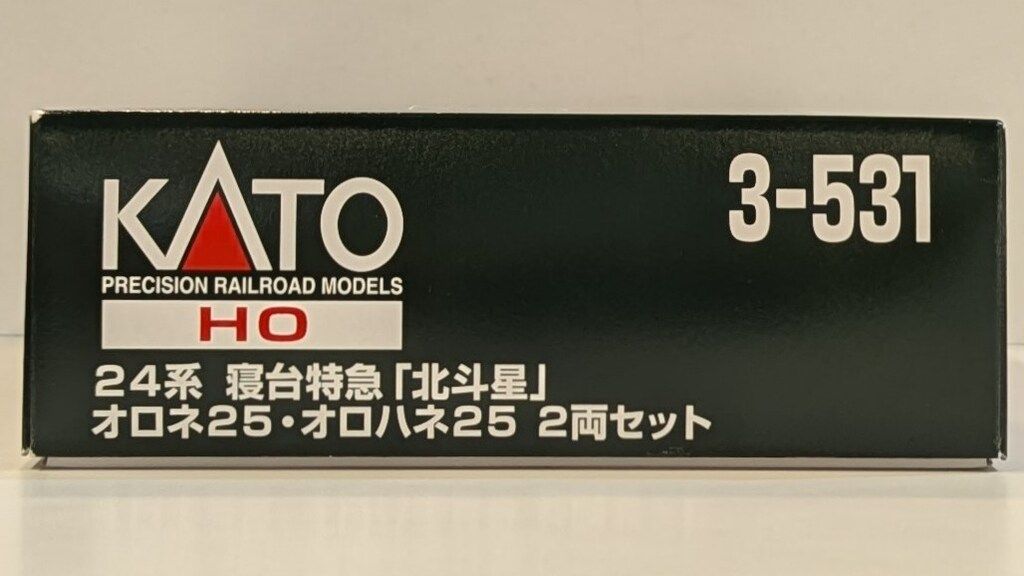 KATO
3-531
PRECISION RAILROAD MODELS
HO
24系 寝台特急「北斗星」
オロネ25・オロハネ25 2両セット